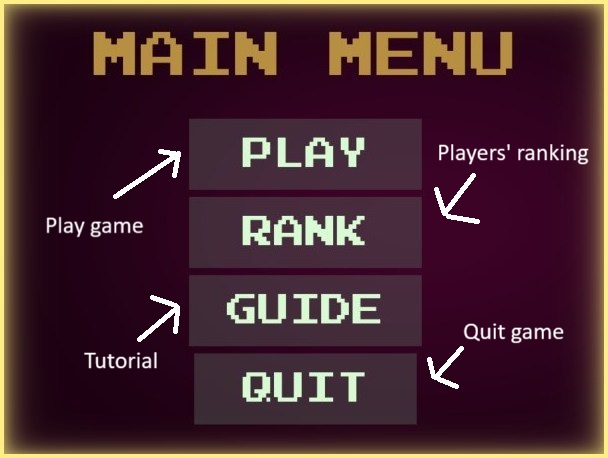 MAIN MENU
PLAY
Players' ranking
Play game
RANK
GUIDE
Tutorial
Quit game
QUIT